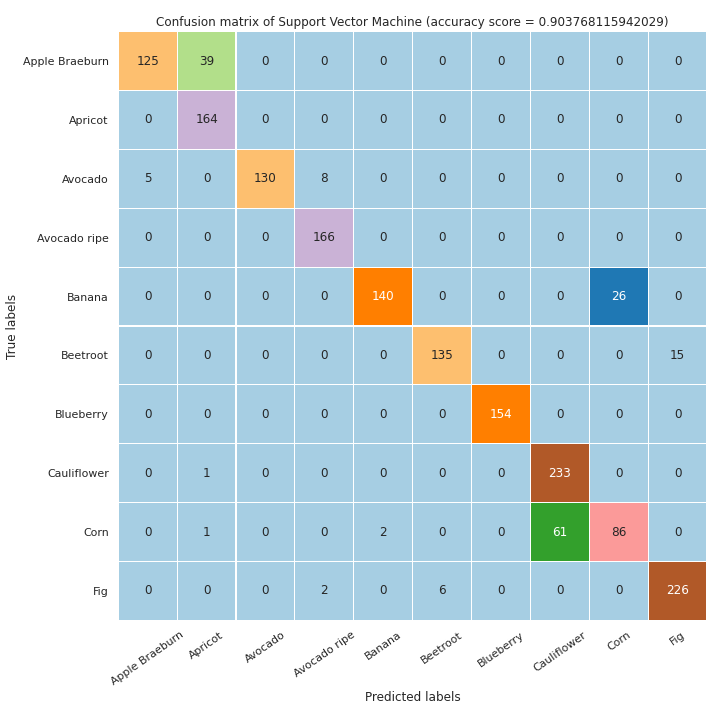 Confusion matrix of Support Vector Machine (accuracy score = 0.903768115942029)
Apple Braeburn 125 39 0 0 0 0 0 0 0 0
Apricot 0 164 0 0 0 0 0 0 0 0
Avocado 5 0 130 8 0 0 0 0 0 0
Avocado ripe 0 0 0 166 0 0 0 0 0 0
Banana 0 0 0 0 140 0 0 0 26 0
Beetroot 0 0 0 0 0 135 0 0 0 15
Blueberry 0 0 0 0 0 0 154 0 0 0
Cauliflower 0 1 0 0 0 0 0 233 0 0
Corn 0 1 0 0 2 0 0 61 86 0
Fig 0 0 0 2 0 6 0 0 0 226
True labels
Apple Braeburn Apricot Avocado Avocado ripe Banana Beetroot Blueberry Cauliflower Corn Fig
Predicted labels